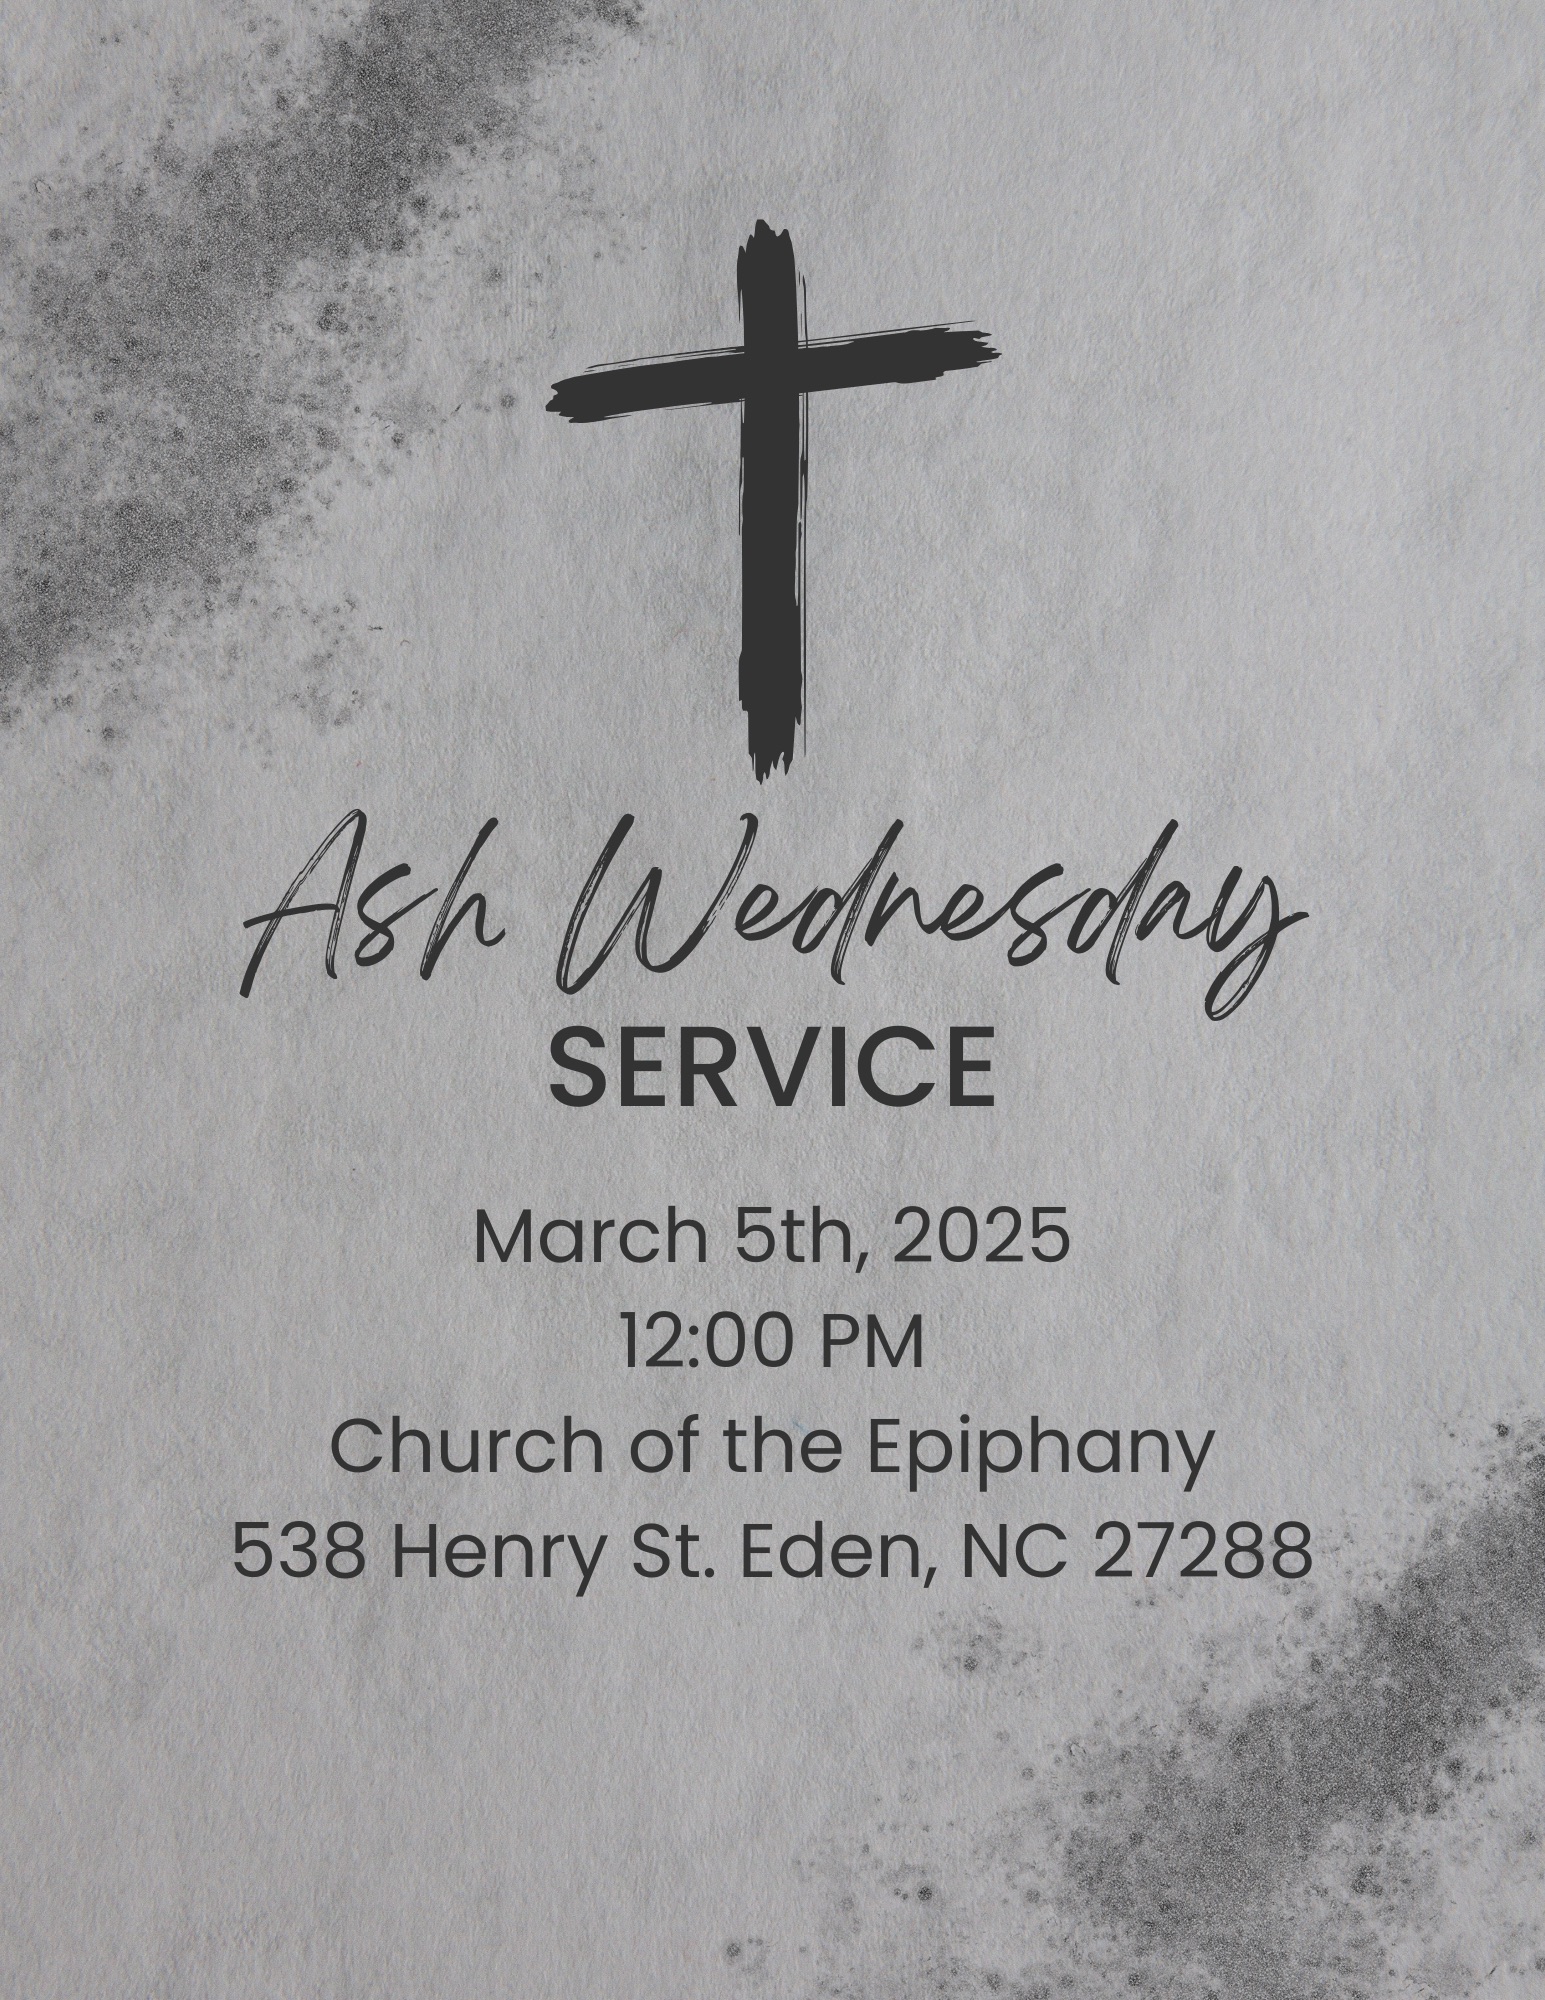 Ash Wednesday
SERVICE
March 5th, 2025
12:00 PM
Church of the Epiphany
538 Henry St. Eden, NC 27288